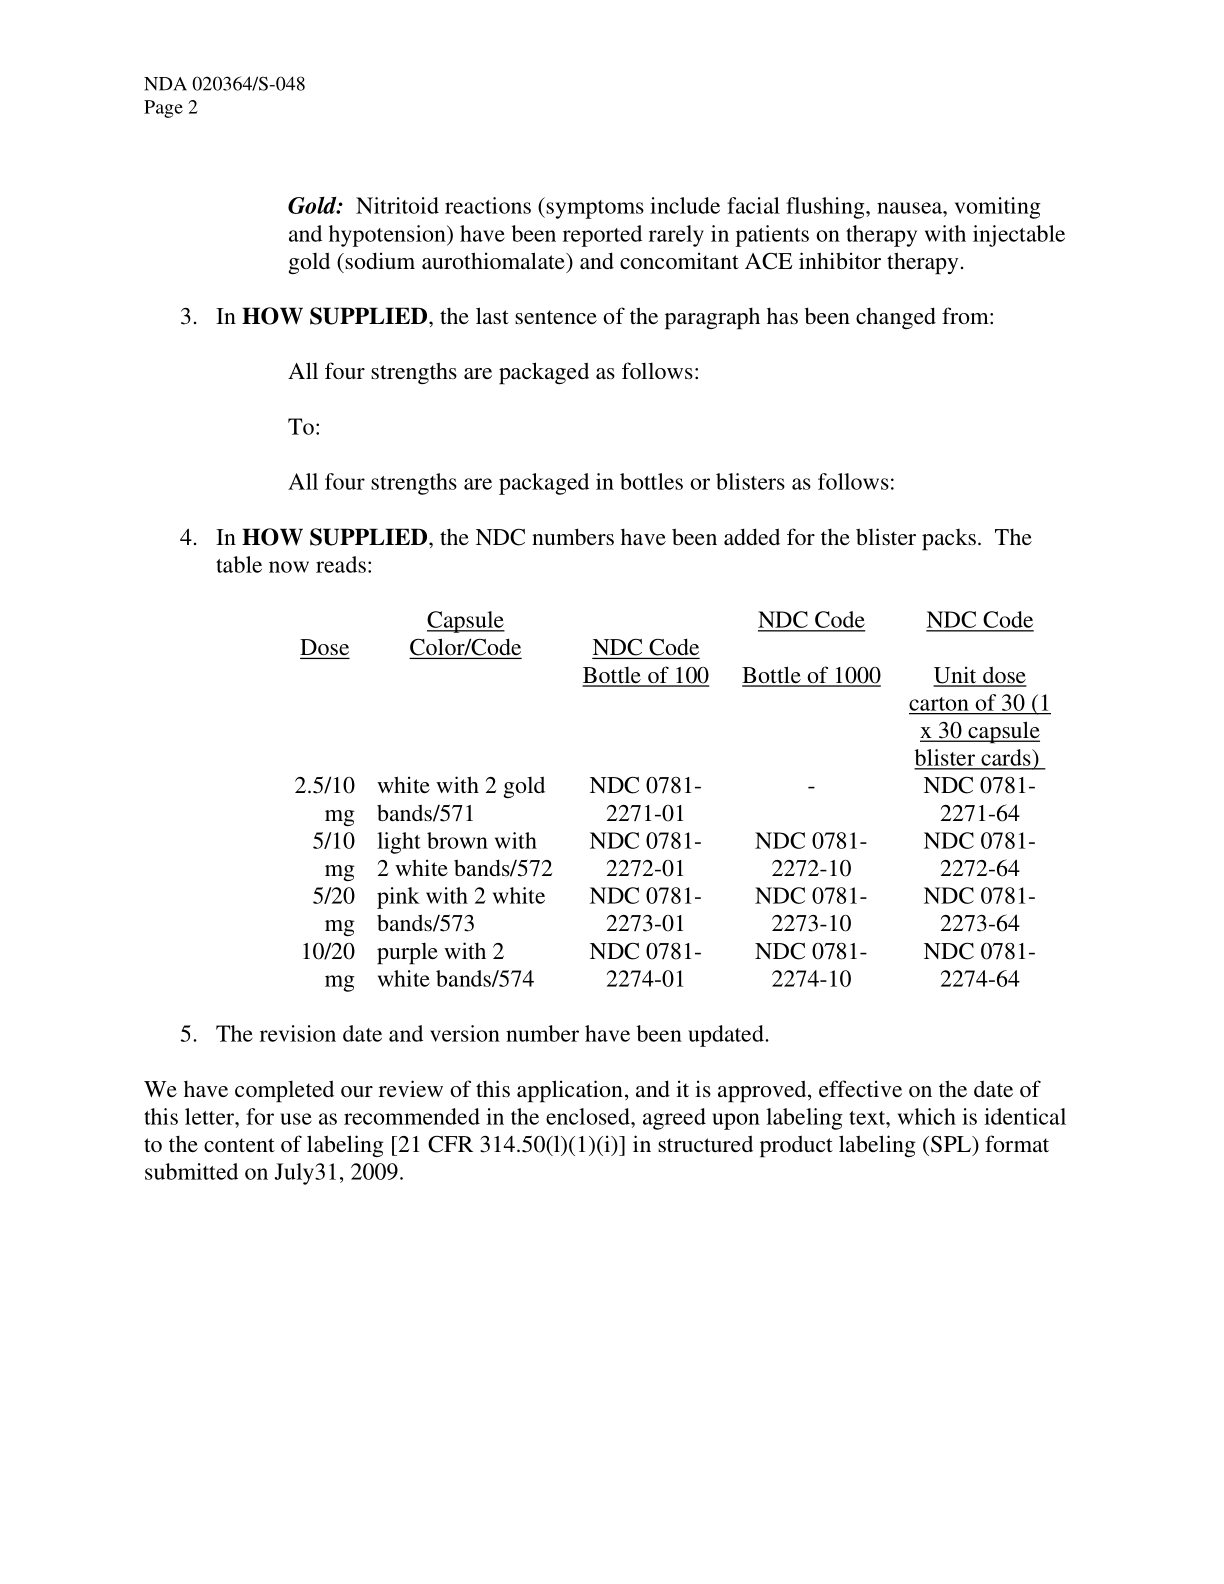 NDA 020364/S-048
Page 2
Gold: Nitritoid reactions (symptoms include facial flushing, nausea, vomiting
and hypotension) have been reported rarely in patients on therapy with injectable
gold (sodium aurothiomalate) and concomitant ACE inhibitor therapy.
3. In HOW SUPPLIED, the last sentence of the paragraph has been changed from:
All four strengths are packaged as follows:
To:
All four strengths are packaged in bottles or blisters as follows:
4. In HOW SUPPLIED, the NDC numbers have been added for the blister packs. The
table now reads:
Capsule NDC Code NDC Code
Dose Color/Code NDC Code
Bottle of 100 Bottle of 1000 Unit dose
carton of 30 (1
x 30 capsule
blister cards)
2.5/10 white with 2 gold NDC 0781- - NDC 0781-
mg bands/571 2271-01 2271-64
5/10 light brown with NDC 0781- NDC 0781- NDC 0781-
mg 2 white bands/572 2272-01 2272-10 2272-64
5/20 pink with 2 white NDC 0781- NDC 0781- NDC 0781-
mg bands/573 2273-01 2273-10 2273-64
10/20 purple with 2 NDC 0781- NDC 0781- NDC 0781-
mg white bands/574 2274-01 2274-10 2274-64
5. The revision date and version number have been updated.
We have completed our review of this application, and it is approved, effective on the date of
this letter, for use as recommended in the enclosed, agreed upon labeling text, which is identical
to the content of labeling [21 CFR 314.50(l)(1)(i)] in structured product labeling (SPL) format
submitted on July31, 2009.